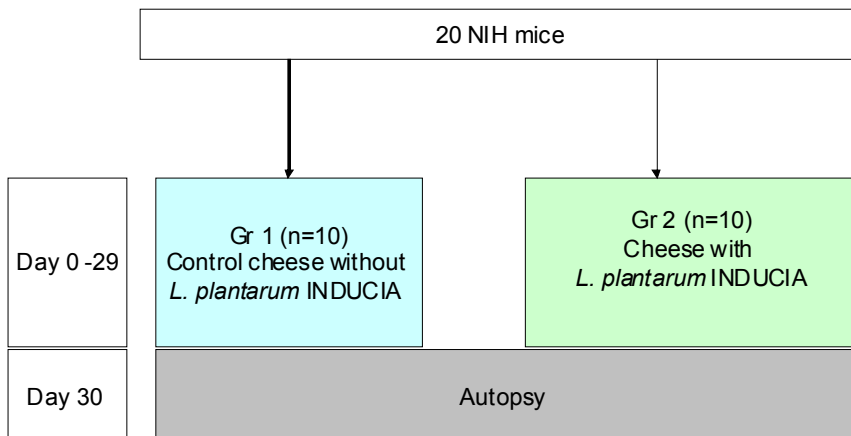 20 NIH mice
Day 0 -29
Gr 1 (n=10)
Control cheese without
L. plantarum INDUCIA
Gr 2 (n=10)
Cheese with
L. plantarum INDUCIA
Day 30
Autopsy